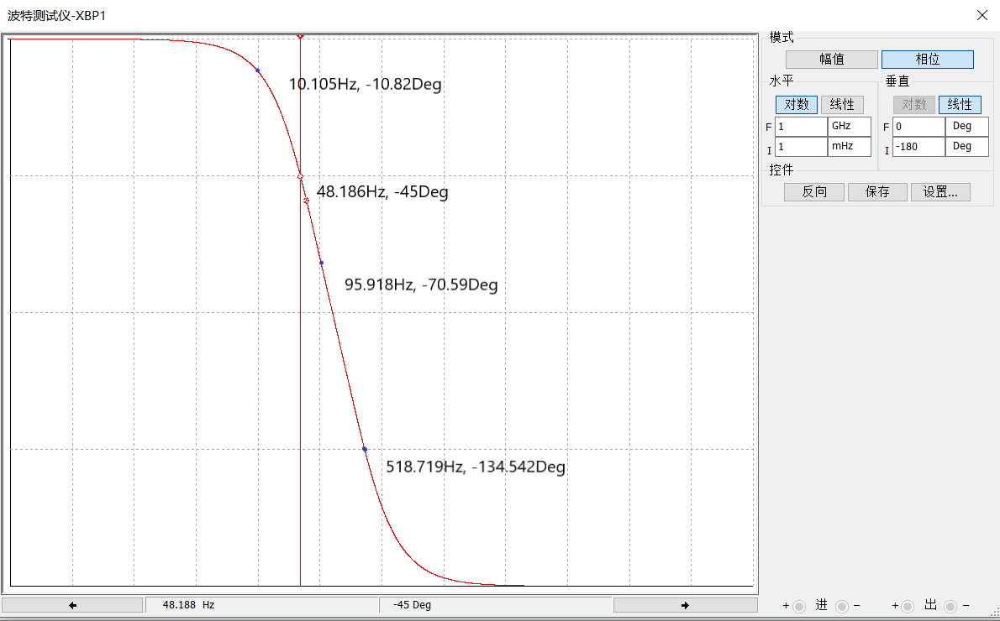 波特测试仪-XBP1
模式
幅值 相位
水平 垂直
对数 线性 对数 线性
F 1 GHz F 0 Deg
I 1 mHz I -180 Deg
控件
反向 保存 设置...
10.105Hz, -10.82Deg
48.186Hz, -45Deg
95.918Hz, -70.59Deg
518.719Hz, -134.542Deg
48.188 Hz -45 Deg
+ 进 - + 出 -